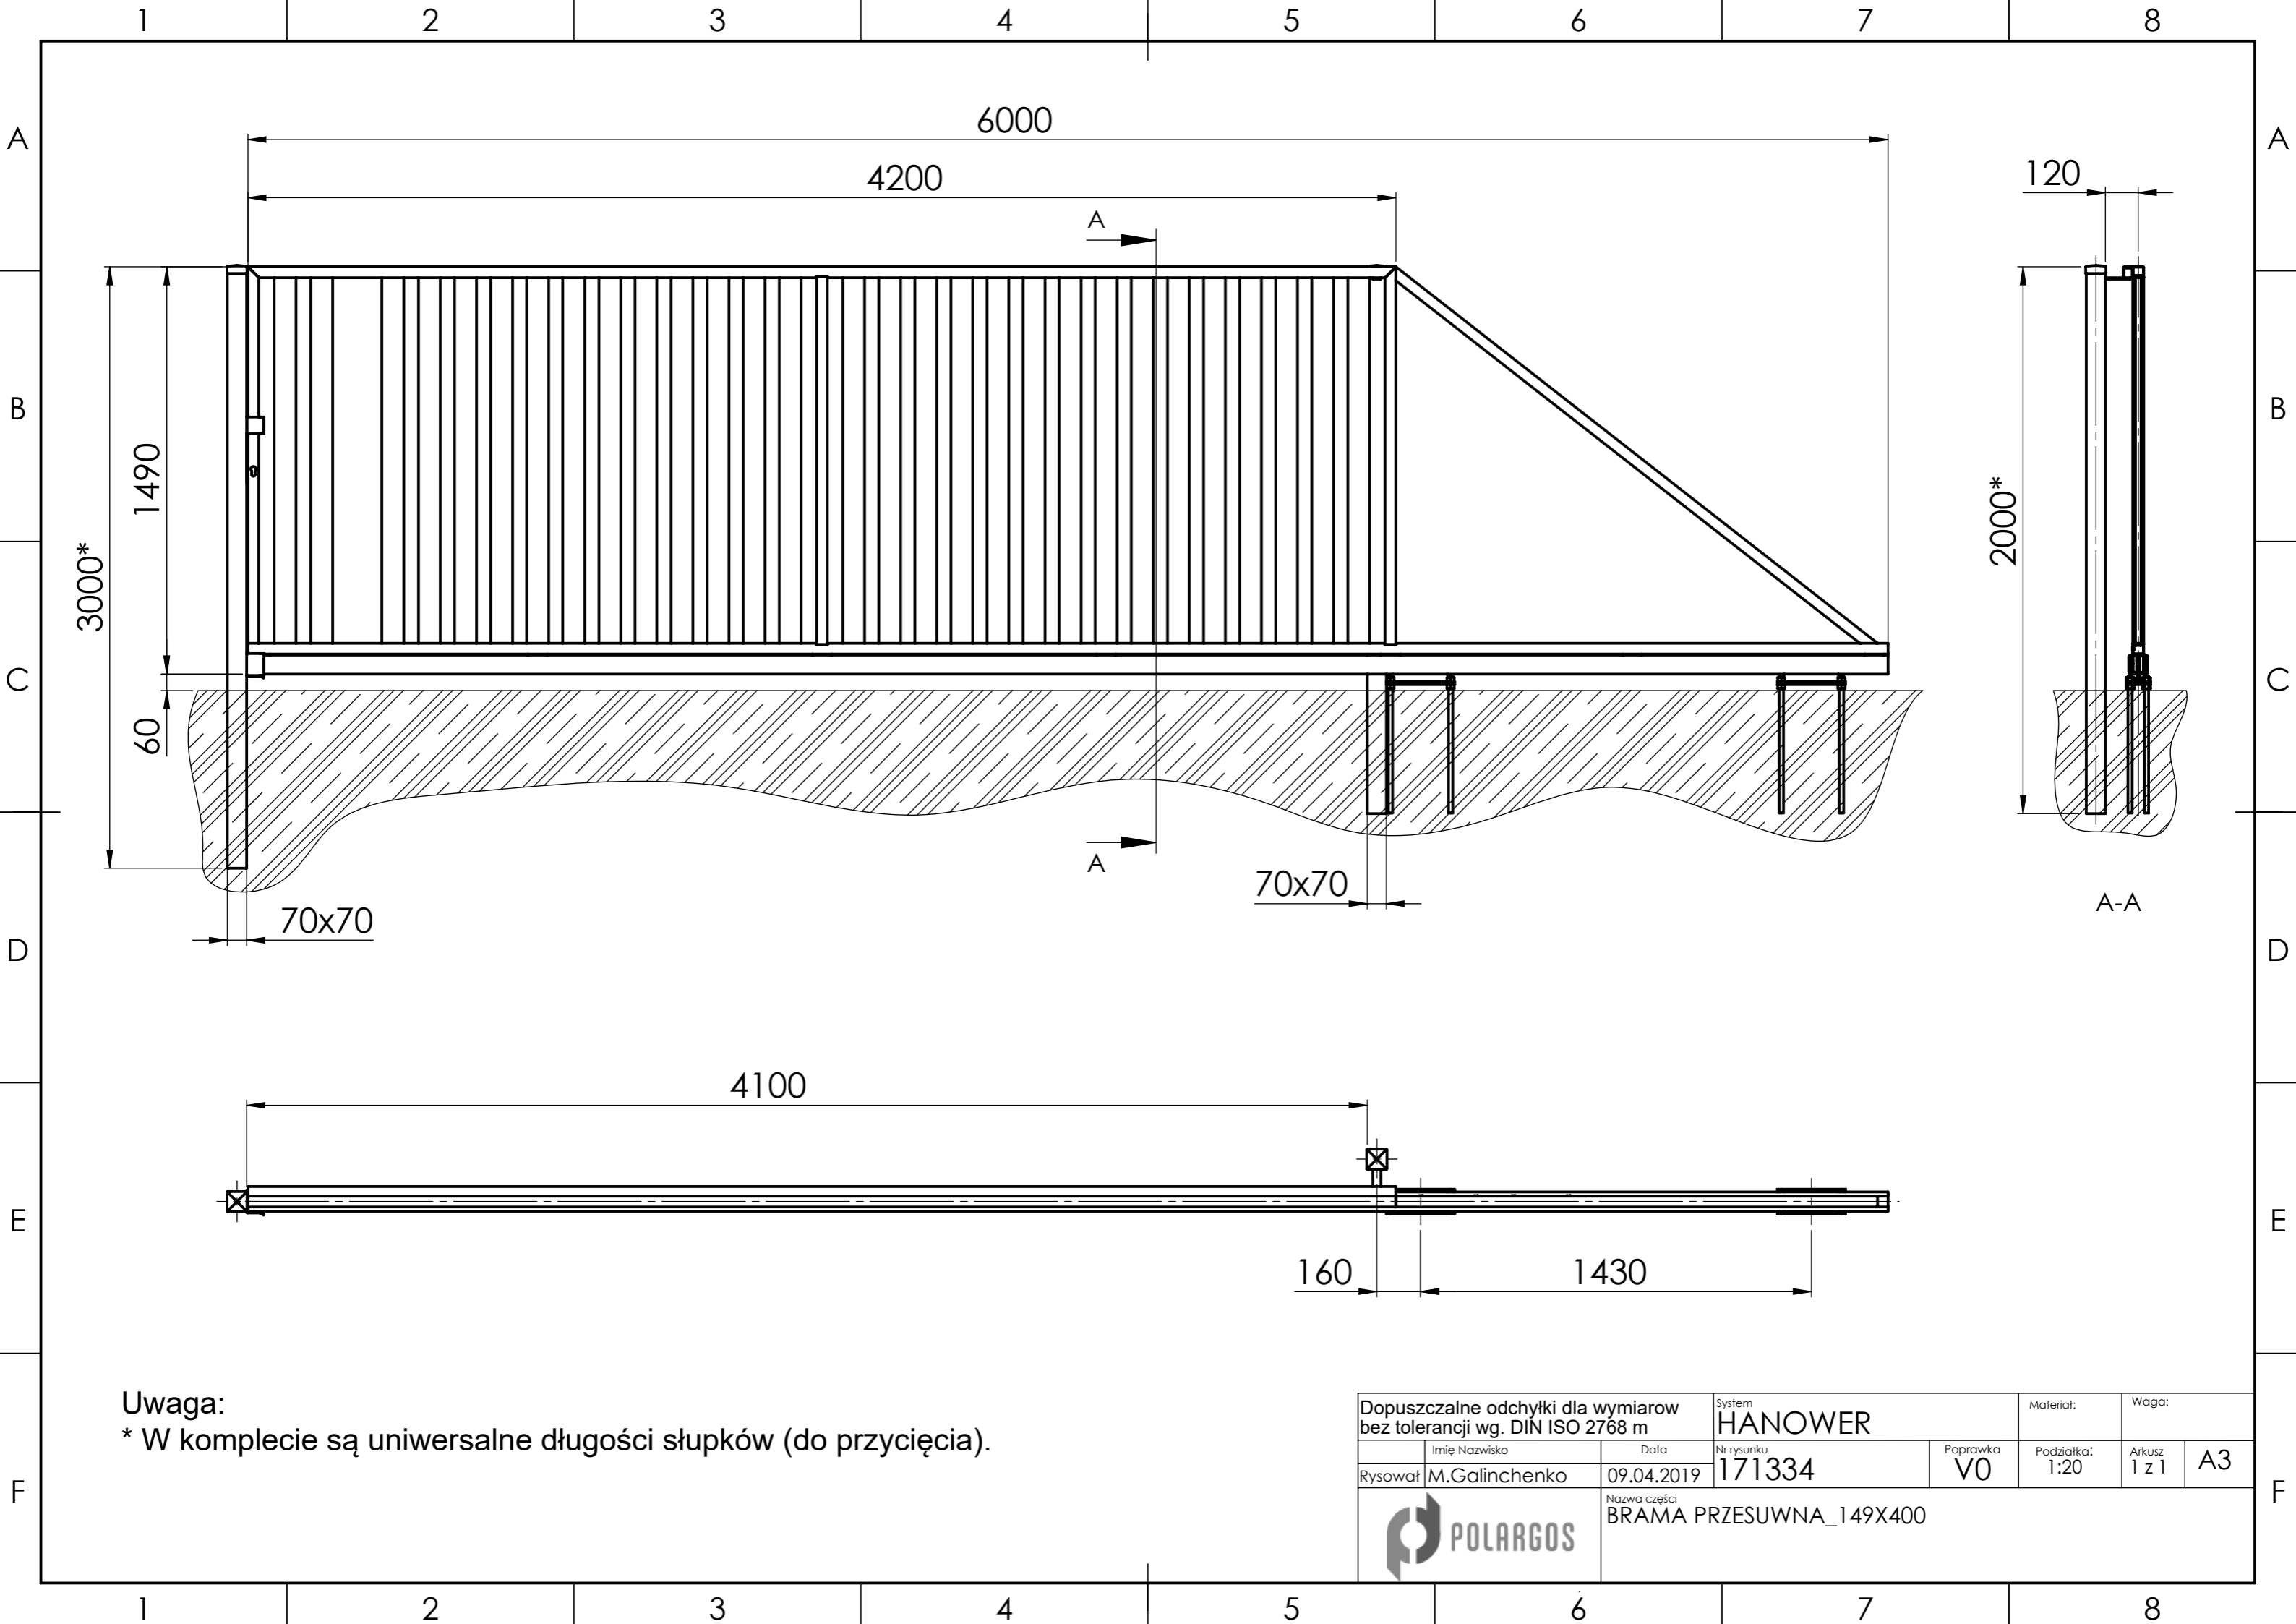 1 2 3 4 5 6 7 8
A A
6000
4200
120
A
B B
1490
3000*
2000*
C C
60
A
70x70
70x70
A-A
D D
4100
E E
160
1430
Uwaga:
* W komplecie są uniwersalne długości słupków (do przycięcia).
Dopuszczalne odchyłki dla wymiarow
bez tolerancji wg. DIN ISO 2768 m
System
HANOWER
Materiał:
Waga:
Imię Nazwisko
Data
Rysował
M.Galinchenko
09.04.2019
Nr rysunku
171334
Poprawka
V0
Podziałka:
1:20
Arkusz
1 z 1
A3
F F
POLARGOS
Nazwa części
BRAMA PRZESUWNA_149X400
1 2 3 4 5 6 7 8